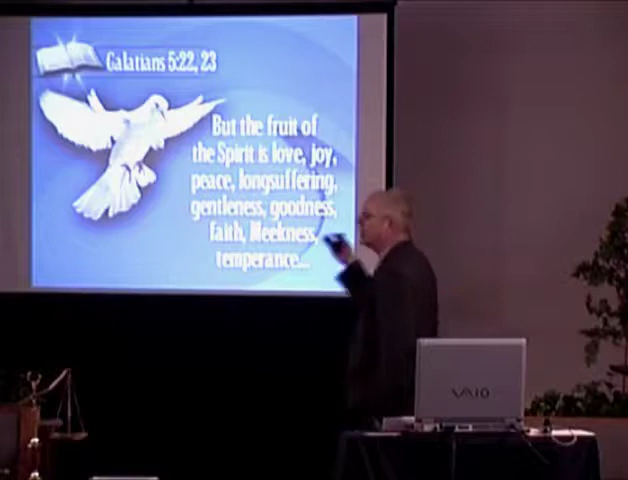 Galatians 5:22, 23
But the fruit of
the Spirit is love, joy,
peace, longsuffering,
gentleness, goodness,
faith, Meekness,
temperance...
VAIO